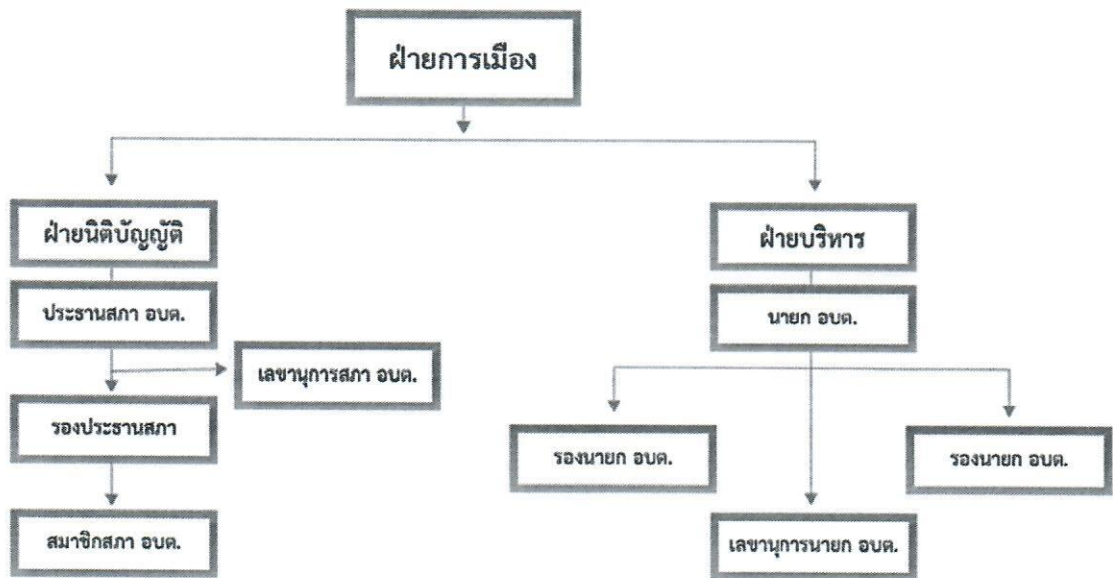 ฝ่ายการเมือง
ฝ่ายนิติบัญญัติ
ฝ่ายบริหาร
ประธานสภา อบต.
นายก อบต.
เลขานุการสภา อบต.
รองประธานสภา
รองนายก อบต.
รองนายก อบต.
สมาชิกสภา อบต.
เลขานุการนายก อบต.